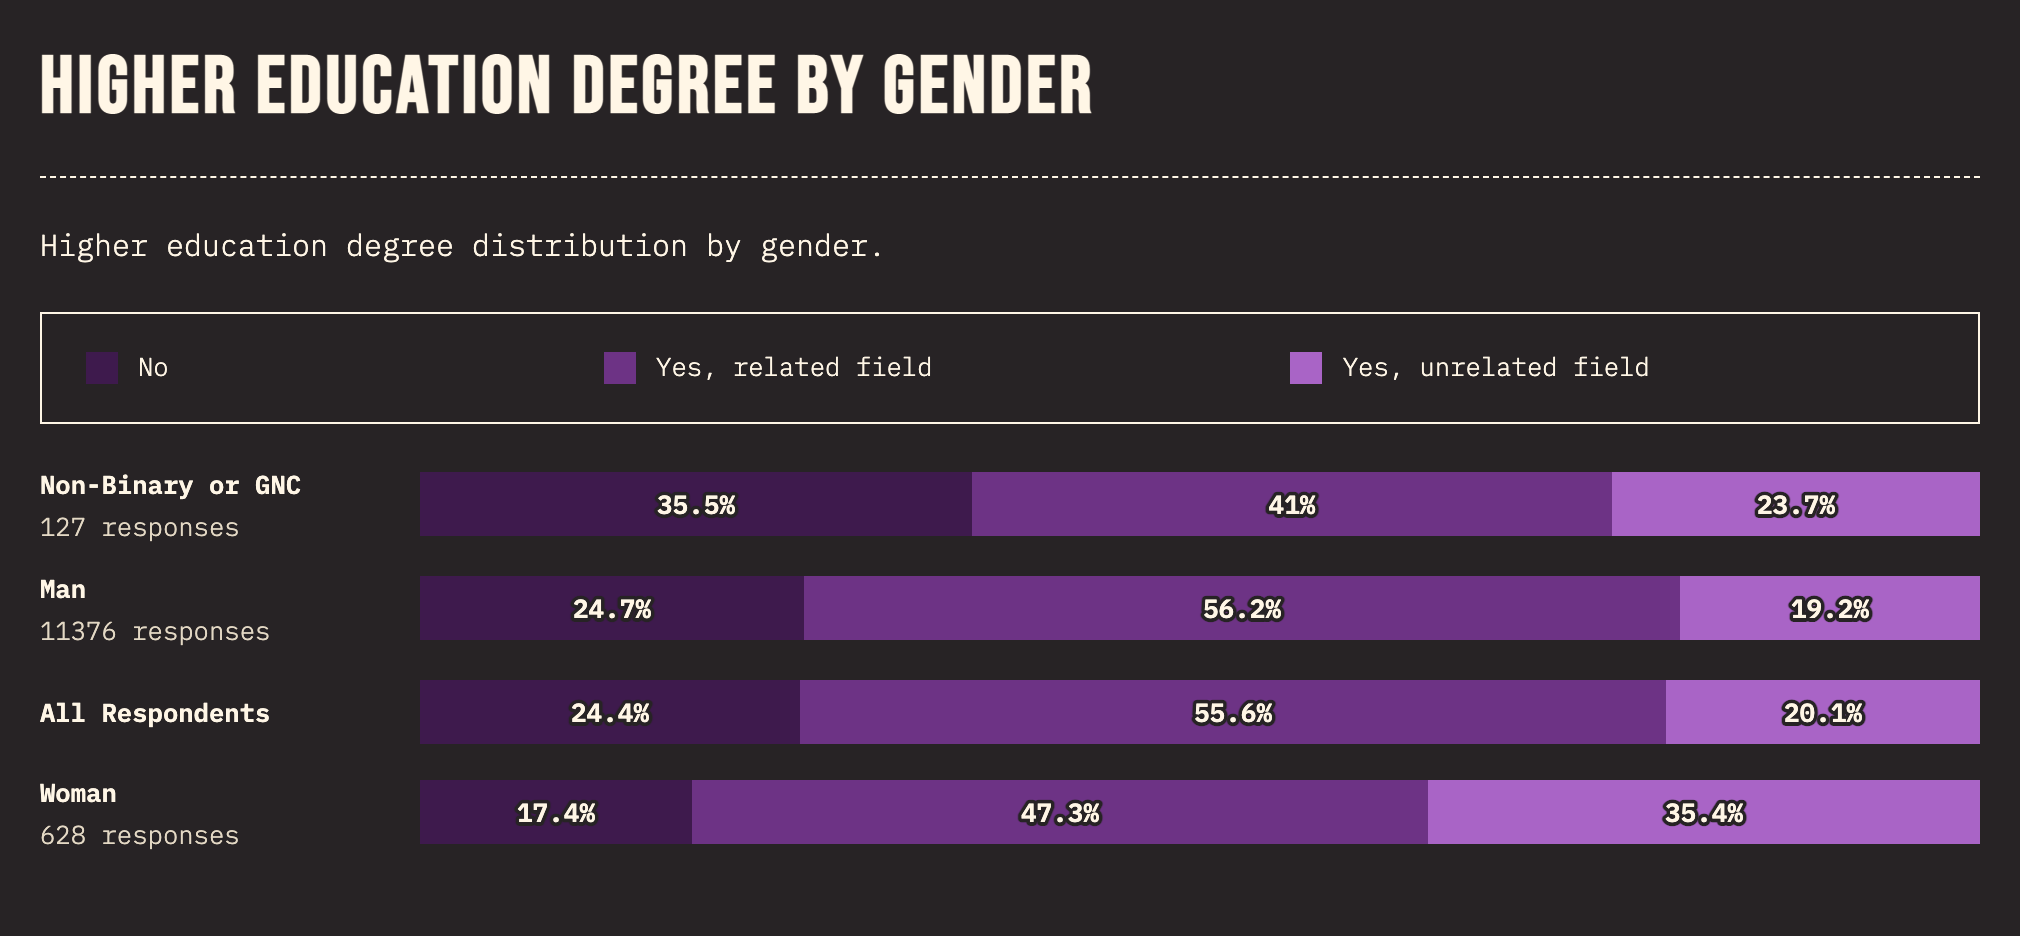 HIGHER EDUCATION DEGREE BY GENDER
Higher education degree distribution by gender.
No
Yes, related field
Yes, unrelated field
Non-Binary or GNC
127 responses
35.5%
41%
23.7%
Man
11376 responses
24.7%
56.2%
19.2%
All Respondents
24.4%
55.6%
20.1%
Woman
628 responses
17.4%
47.3%
35.4%